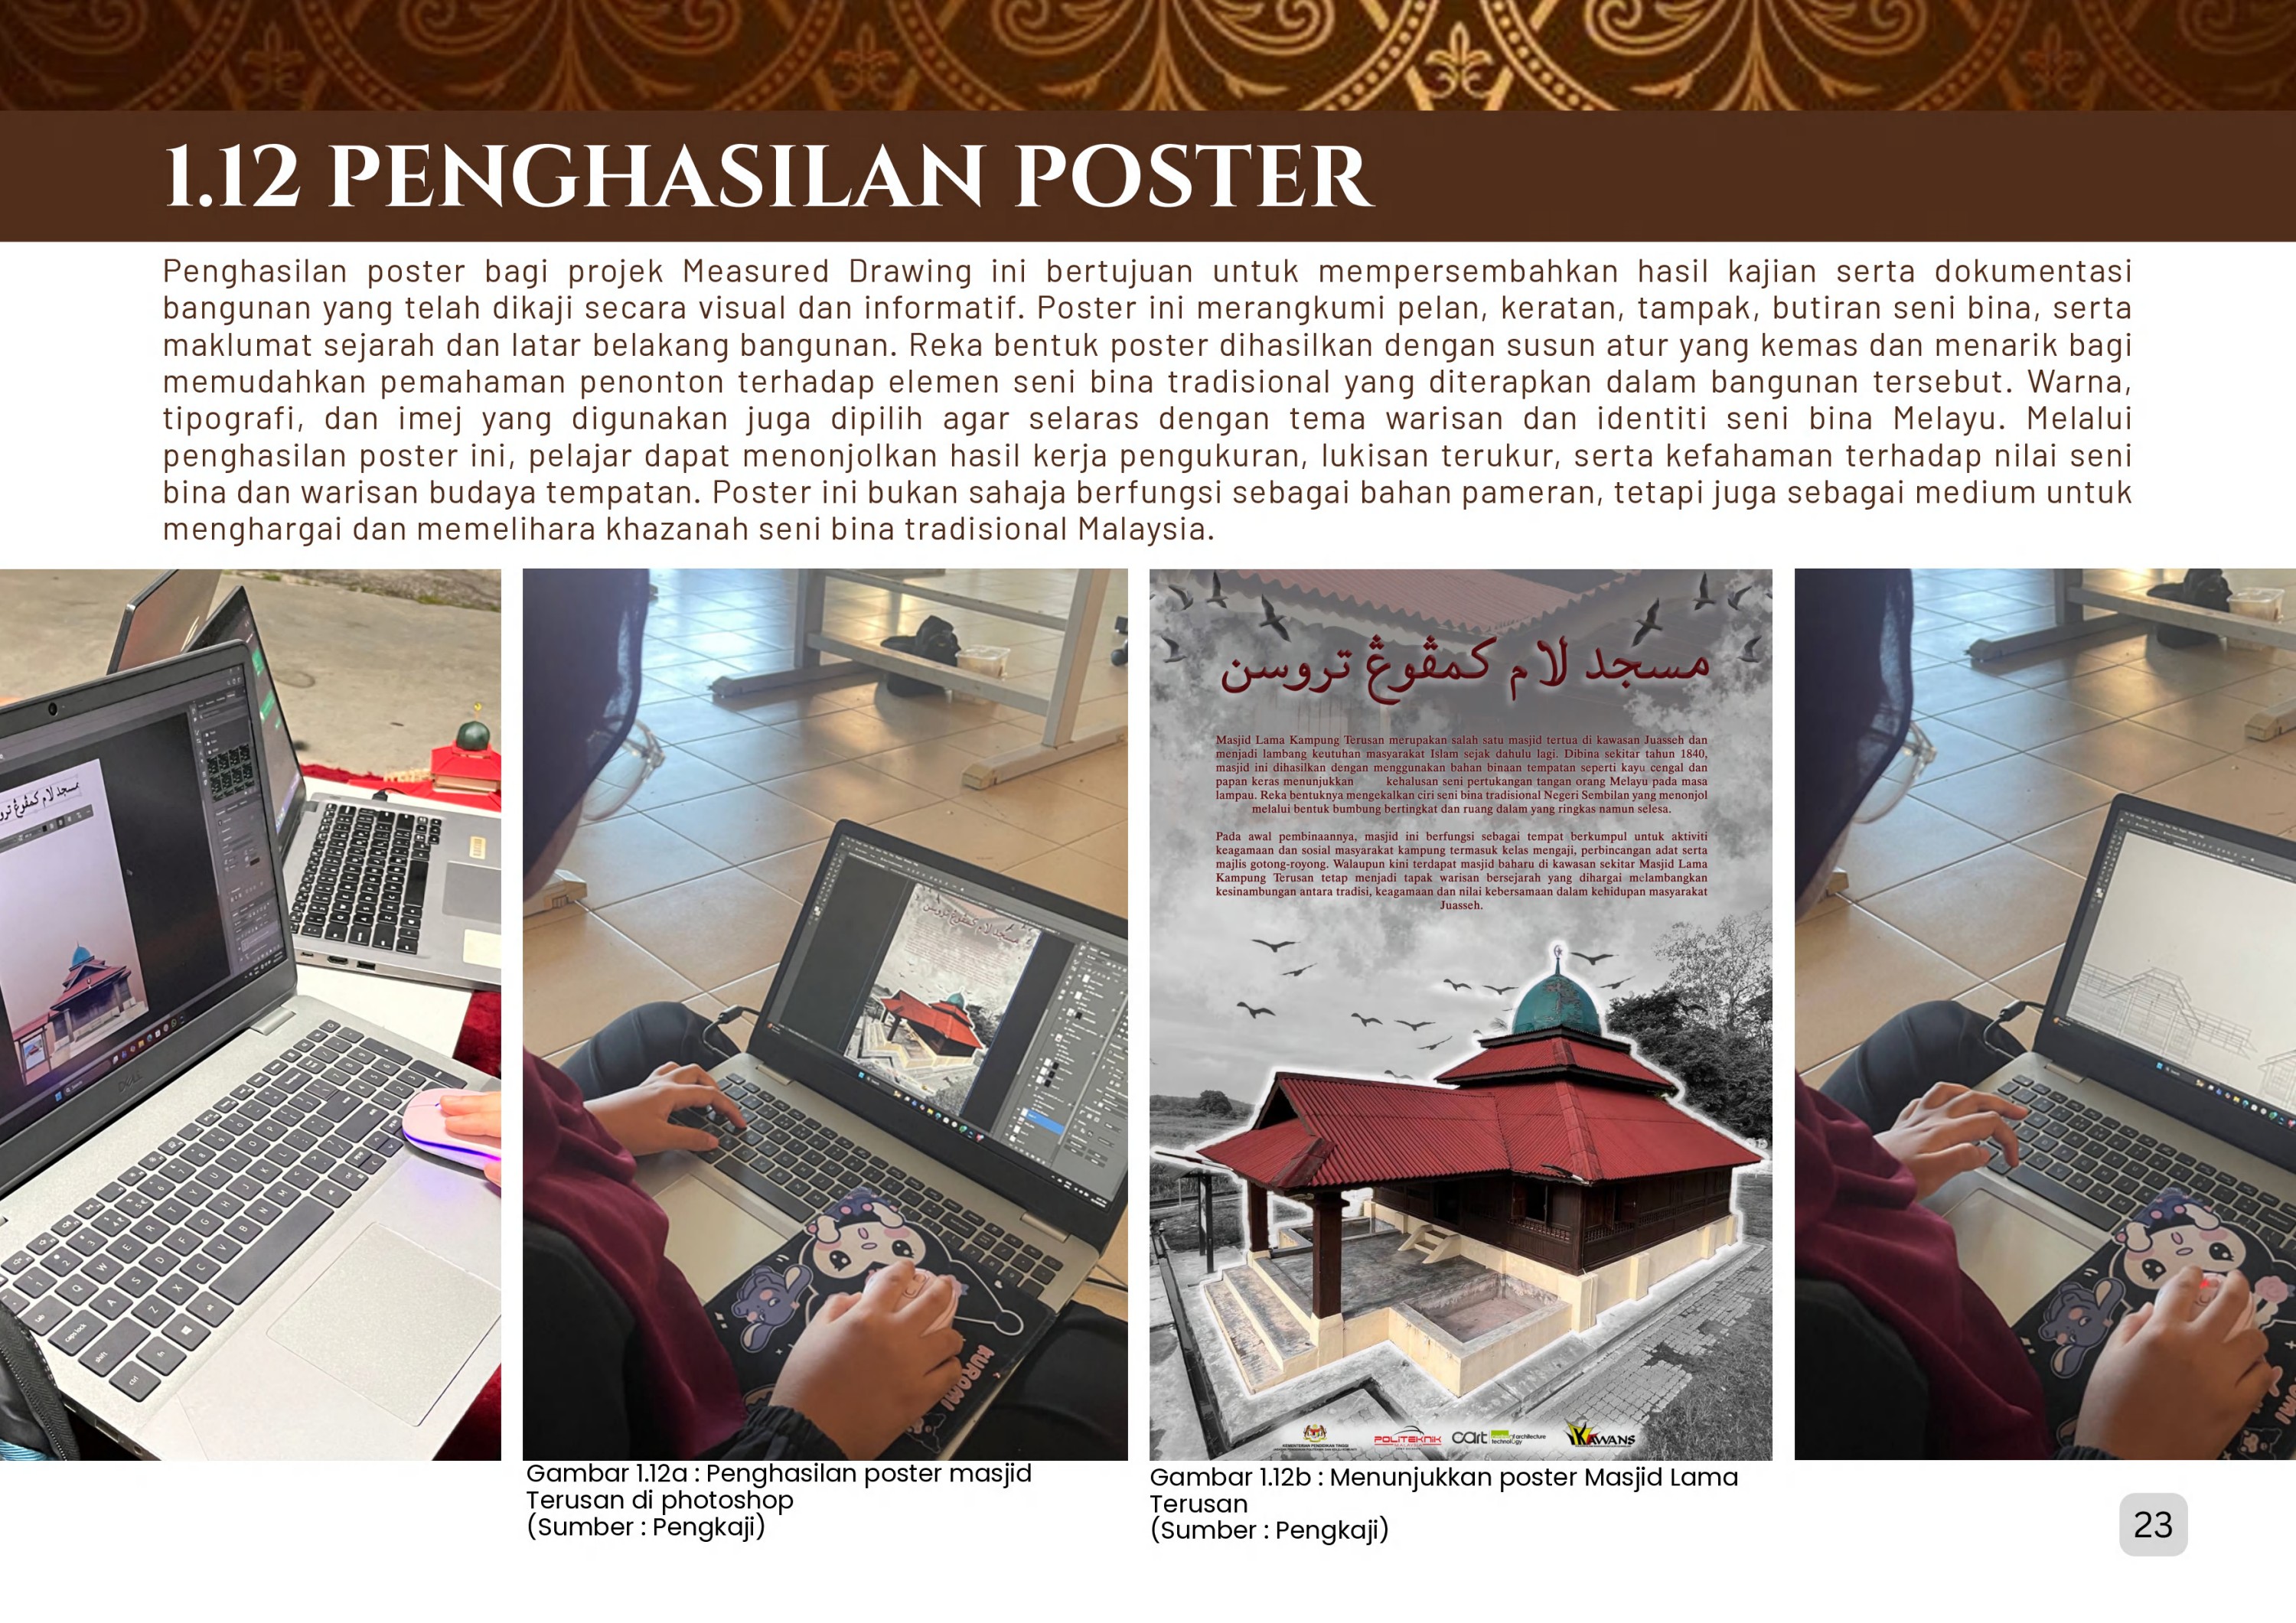 1.12 PENGHASILAN POSTER
Penghasilan poster bagi projek Measured Drawing ini bertujuan untuk mempersembahkan hasil kajian serta dokumentasi
bangunan yang telah dikaji secara visual dan informatif. Poster ini merangkumi pelan, keratan, tampak, butiran seni bina, serta
maklumat sejarah dan latar belakang bangunan. Reka bentuk poster dihasilkan dengan susun atur yang kemas dan menarik bagi
memudahkan pemahaman penonton terhadap elemen seni bina tradisional yang diterapkan dalam bangunan tersebut. Warna,
tipografi, dan imej yang digunakan juga dipilih agar selaras dengan tema warisan dan identiti seni bina Melayu. Melalui
penghasilan poster ini, pelajar dapat menonjolkan hasil kerja pengukuran, lukisan terukur, serta kefahaman terhadap nilai seni
bina dan warisan budaya tempatan. Poster ini bukan sahaja berfungsi sebagai bahan pameran, tetapi juga sebagai medium untuk
menghargai dan memelihara khazanah seni bina tradisional Malaysia.
DELL
KUROMI
مسجد لام كمڤوڠ تروسن
Masjid Lama Kampung Terusan merupakan salah satu masjid tertua di kawasan Juasseh dan
menjadi lambang keutuhan masyarakat Islam sejak dahulu lagi. Dibina sekitar tahun 1840,
masjid ini dihasilkan dengan menggunakan bahan binaan tempatan seperti kayu cengal dan
papan keras menunjukkan kehalusan seni pertukangan tangan orang Melayu pada masa
lampau. Reka bentuknya mengekalkan ciri seni bina tradisional Negeri Sembilan yang menonjol
melalui bentuk bumbung bertingkat dan ruang dalam yang ringkas namun selesa.
Pada awal pembinaannya, masjid ini berfungsi sebagai tempat berkumpul untuk aktiviti
keagamaan dan sosial masyarakat kampung termasuk kelas mengaji, perbincangan adat serta
majlis gotong-royong. Walaupun kini terdapat masjid baharu di kawasan sekitar Masjid Lama
Kampung Terusan tetap menjadi tapak warisan bersejarah yang dihargai melambangkan
kesinambungan antara tradisi, keagamaan dan nilai kebersamaan dalam kehidupan masyarakat
Juasseh.
KEMENTERIAN PENDIDIKAN TINGGI
POLITEKNIK
cart
architecture
technology
KAWANS
Gambar 1.12a : Penghasilan poster masjid
Terusan di photoshop
(Sumber : Pengkaji)
Gambar 1.12b : Menunjukkan poster Masjid Lama
Terusan
(Sumber : Pengkaji)
23